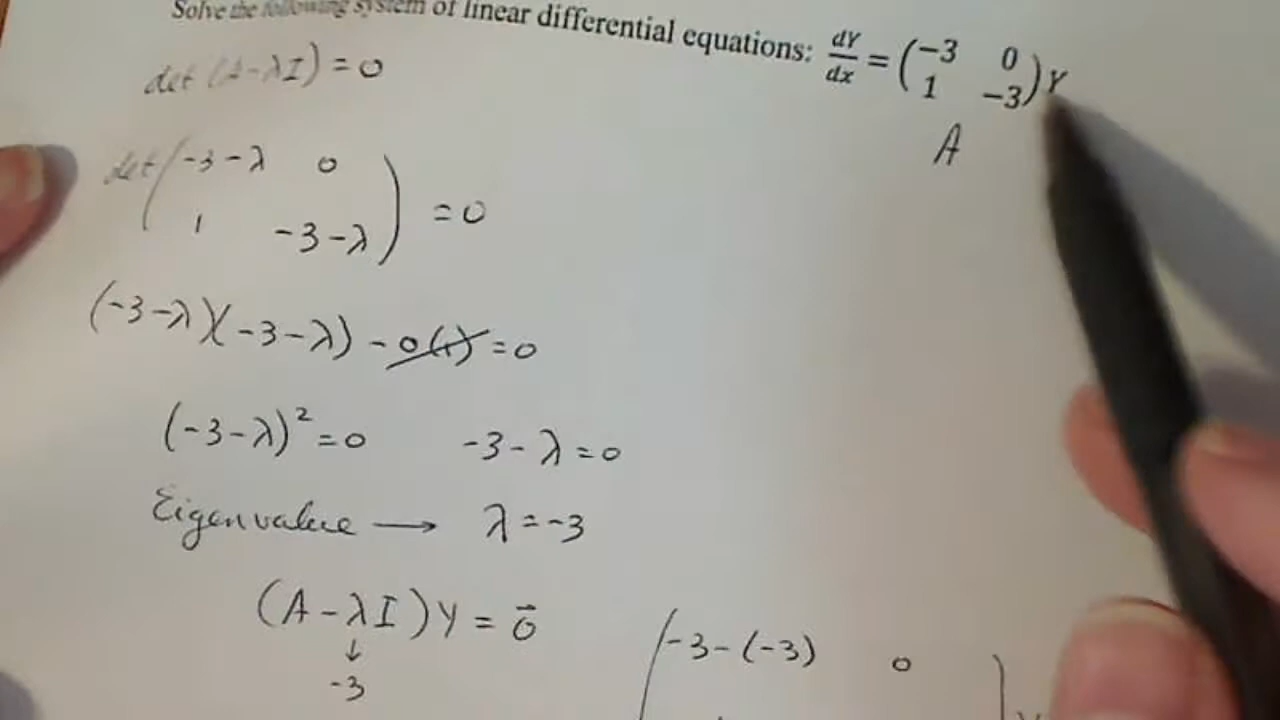 Solve the following system of linear differential equations: dY/dx = (−3 0 1 −3) Y
det (A-λI) = 0
A
det (-3-λ 0 1 -3-λ) = 0
(-3-λ)(-3-λ) - 0(1) = 0
(-3-λ)² = 0 -3-λ = 0
Eigenvalue → λ = -3
(A-λI) Y = 0⃗
↓
-3
-3-(-3) 0